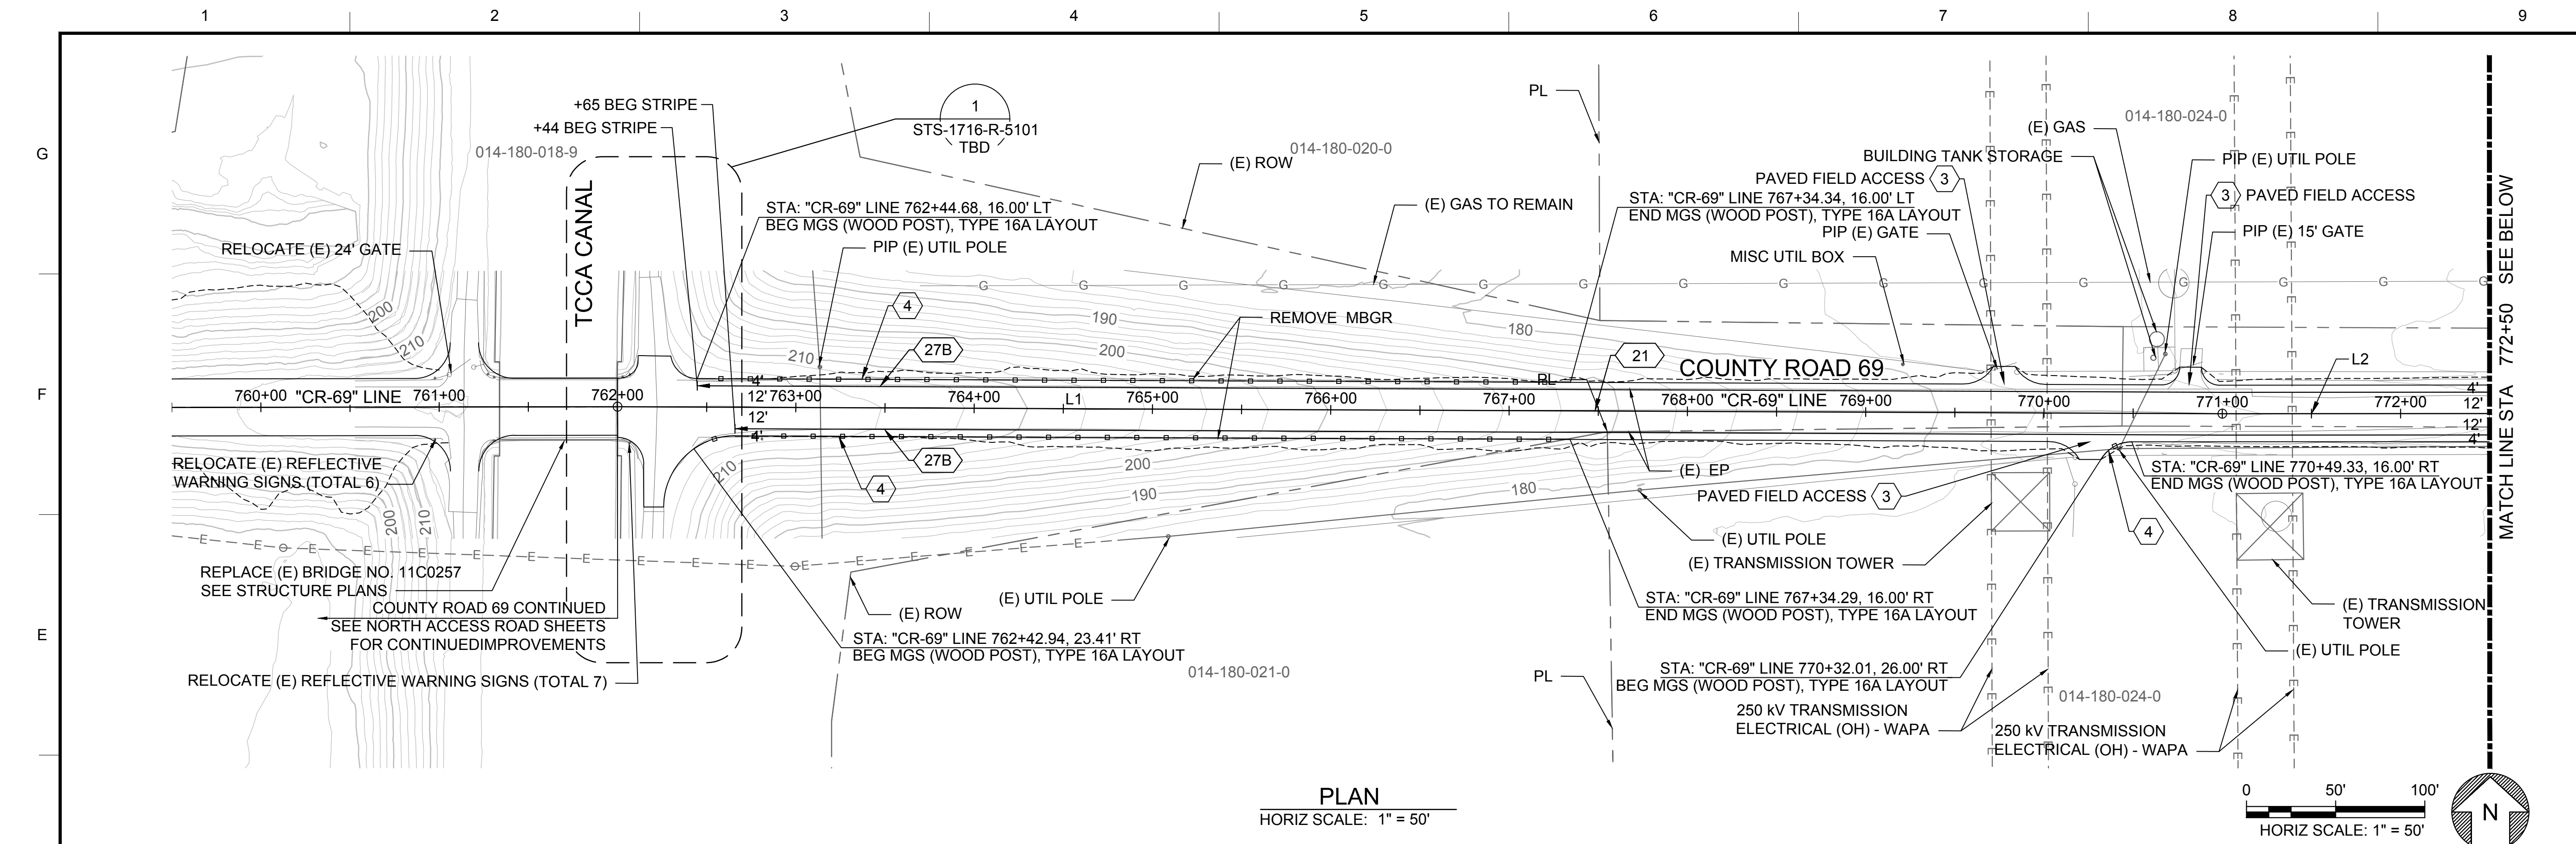 1 2 3 4 5 6 7 8 9
G
F
E
+65 BEG STRIPE
+44 BEG STRIPE
014-180-018-9
TCCA CANAL
1
STS-1716-R-5101
TBD
(E) ROW
014-180-020-0
PL
(E) GAS
014-180-024-0
BUILDING TANK STORAGE
PIP (E) UTIL POLE
PAVED FIELD ACCESS 3
3 PAVED FIELD ACCESS
STA: "CR-69" LINE 762+44.68, 16.00' LT
BEG MGS (WOOD POST), TYPE 16A LAYOUT
PIP (E) UTIL POLE
(E) GAS TO REMAIN
STA: "CR-69" LINE 767+34.34, 16.00' LT
END MGS (WOOD POST), TYPE 16A LAYOUT
PIP (E) GATE
PIP (E) 15' GATE
MISC UTIL BOX
RELOCATE (E) 24' GATE
G G G G G G G G G G G G G G G G
200
210
210
190
200
180
4
27B
REMOVE MBGR
21
COUNTY ROAD 69
L2
PL
4'
12'
12'
4'
760+00 "CR-69" LINE 761+00 762+00 763+00 764+00 L1 765+00 766+00 767+00 768+00 "CR-69" LINE 769+00 770+00 771+00 772+00
4'
12'
12'
4'
MATCH LINE STA 772+50 SEE BELOW
RELOCATE (E) REFLECTIVE
WARNING SIGNS (TOTAL 6)
200
210
210
27B
4
200
190
180
(E) EP
PAVED FIELD ACCESS 3
STA: "CR-69" LINE 770+49.33, 16.00' RT
END MGS (WOOD POST), TYPE 16A LAYOUT
4
(E) UTIL POLE
(E) TRANSMISSION TOWER
E E E E E E E E E E E E E E E E
REPLACE (E) BRIDGE NO. 11C0257
SEE STRUCTURE PLANS
COUNTY ROAD 69 CONTINUED
SEE NORTH ACCESS ROAD SHEETS
FOR CONTINUEDIMPROVEMENTS
(E) ROW
(E) UTIL POLE
STA: "CR-69" LINE 767+34.29, 16.00' RT
END MGS (WOOD POST), TYPE 16A LAYOUT
(E) TRANSMISSION
TOWER
STA: "CR-69" LINE 762+42.94, 23.41' RT
BEG MGS (WOOD POST), TYPE 16A LAYOUT
(E) UTIL POLE
RELOCATE (E) REFLECTIVE WARNING SIGNS (TOTAL 7)
014-180-021-0
PL
STA: "CR-69" LINE 770+32.01, 26.00' RT
BEG MGS (WOOD POST), TYPE 16A LAYOUT
014-180-024-0
250 kV TRANSMISSION
ELECTRICAL (OH) - WAPA
250 kV TRANSMISSION
ELECTRICAL (OH) - WAPA
PLAN
HORIZ SCALE: 1" = 50'
0 50' 100'
HORIZ SCALE: 1" = 50'
N